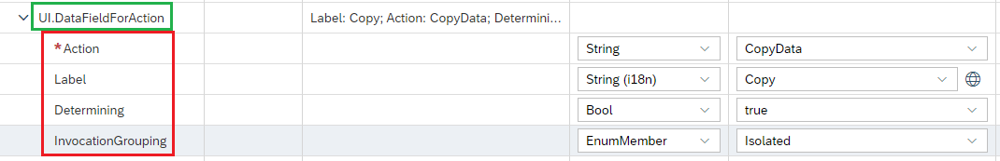 UI.DataFieldForAction Label: Copy; Action: CopyData; Determini...
*Action String CopyData
Label String (i18n) Copy
Determining Bool true
InvocationGrouping EnumMember Isolated